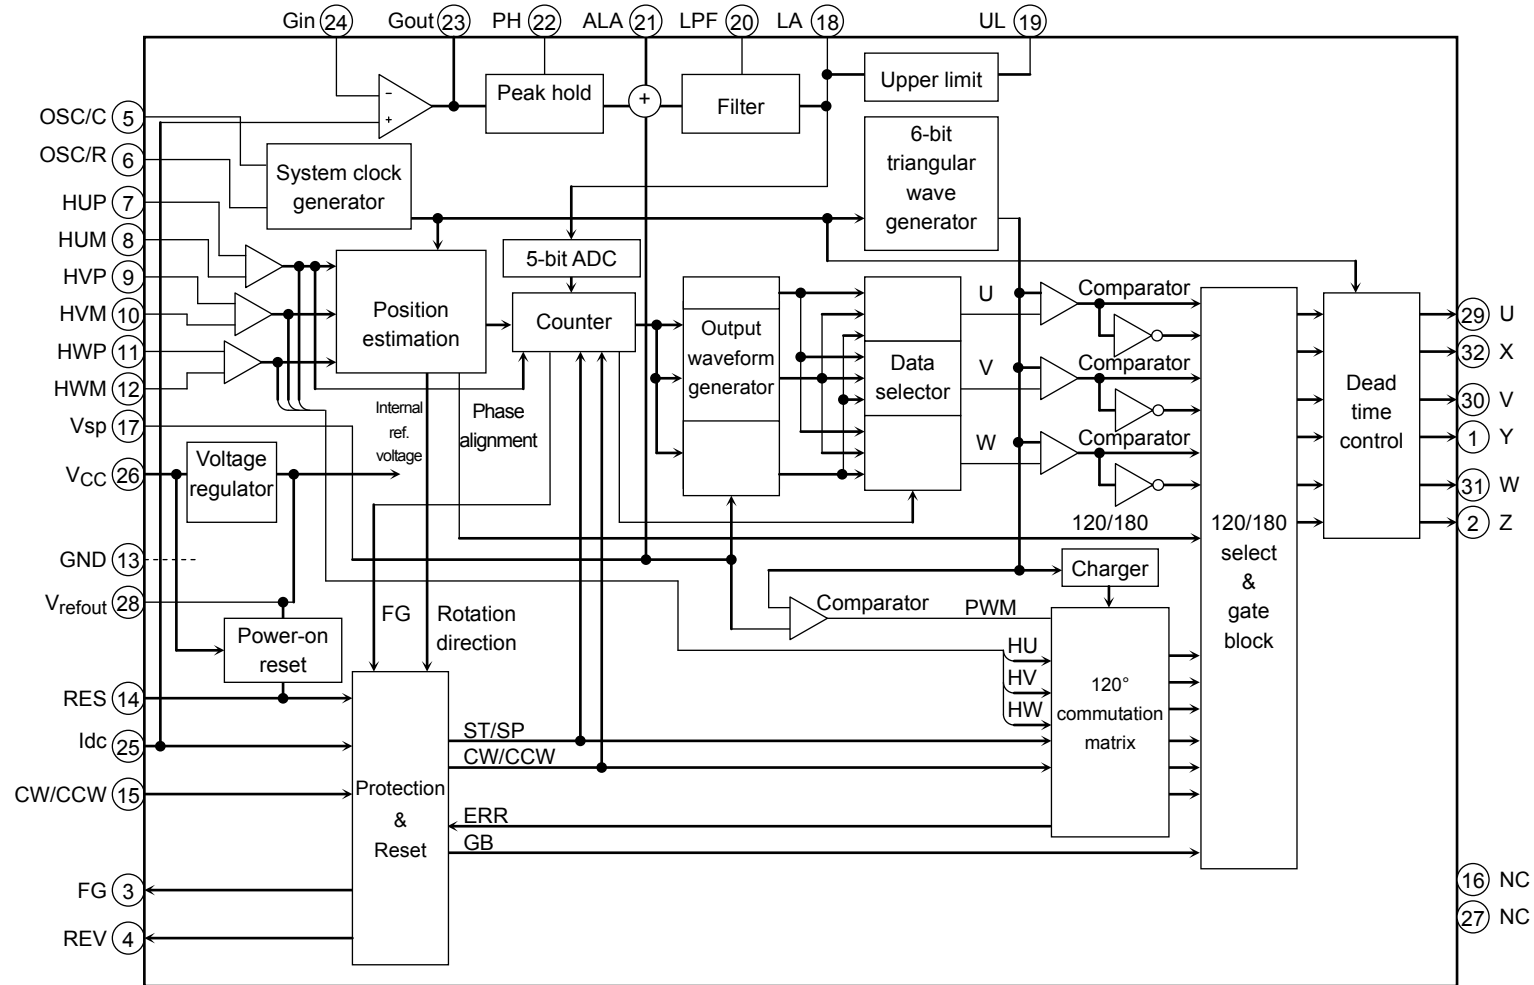 Gin 24
Gout 23
PH 22
ALA 21
LPF 20
LA 18
UL 19
OSC/C 5
OSC/R 6
HUP 7
HUM 8
HVP 9
HVM 10
HWP 11
HWM 12
Vsp 17
VCC 26
GND 13
Vrefout 28
RES 14
Idc 25
CW/CCW 15
FG 3
REV 4
−
+
Peak hold
+
Filter
Upper limit
System clock
generator
6-bit
triangular
wave
generator
5-bit ADC
Position
estimation
Counter
Output
waveform
generator
Data
selector
U
V
W
Comparator
Comparator
Comparator
120/180
Internal
ref.
voltage
Phase
alignment
Voltage
regulator
Power-on
reset
FG
Rotation
direction
Comparator
PWM
Charger
HU
HV
HW
120°
commutation
matrix
120/180
select
&
gate
block
Dead
time
control
Protection
&
Reset
ST/SP
CW/CCW
ERR
GB
29 U
32 X
30 V
1 Y
31 W
2 Z
16 NC
27 NC